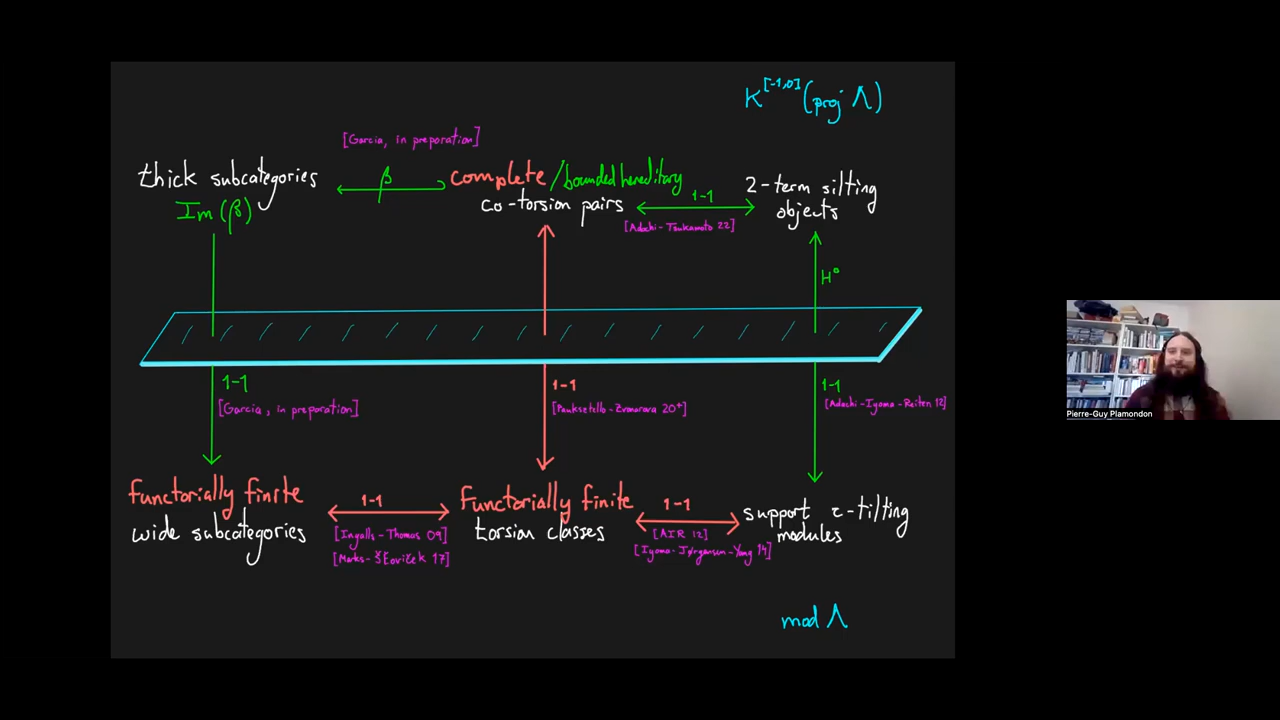 K^[-1,0](proj Λ)
[Garcia, in preparation]
thick subcategories
β
complete/bounded hereditary
co-torsion pairs
1-1
2-term silting
objects
Im(β)
[Adachi-Tsukamoto 22]
H⁰
1-1
[Garcia, in preparation]
1-1
[Pauksztello-Zvonareva 20+]
1-1
[Adachi-Iyama-Reiten 12]
Pierre-Guy Plamondon
functorially finite
wide subcategories
1-1
[Ingalls-Thomas 09]
[Marks-Šťovíček 17]
Functorially finite
torsion classes
1-1
[AIR 12]
[Iyama-Jørgensen-Yang 14]
support τ-tilting
modules
mod Λ